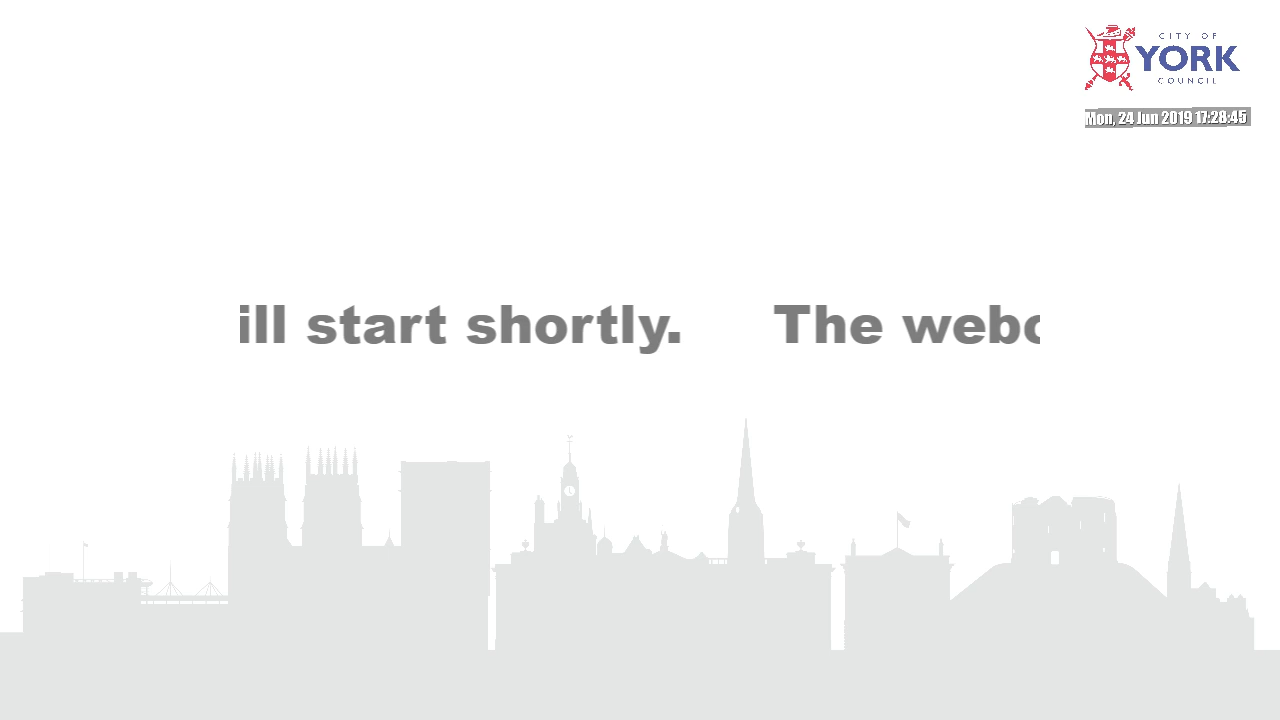 CITY OF
YORK
COUNCIL
Mon, 24 Jun 2019 17:28:45
ill start shortly. The webc